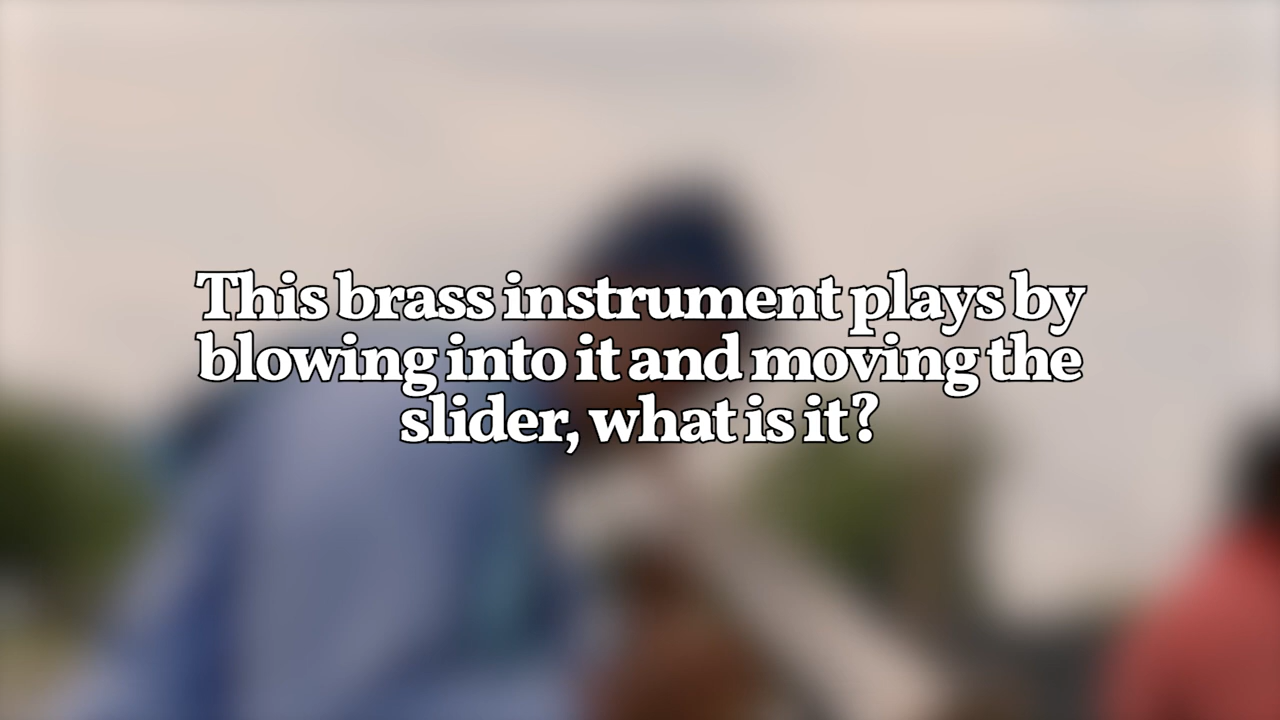 This brass instrument plays by
blowing into it and moving the
slider, what is it?